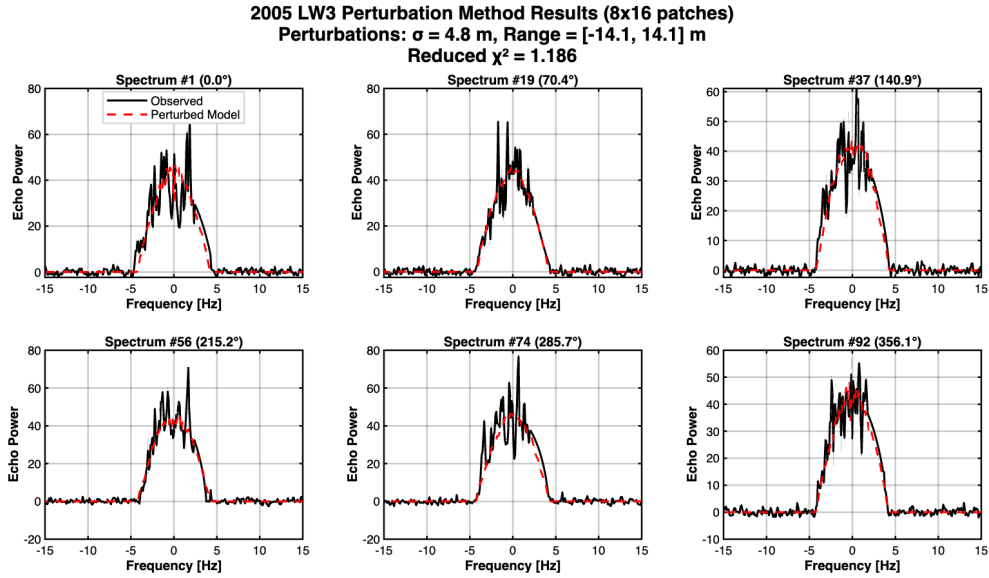 2005 LW3 Perturbation Method Results (8x16 patches)
Perturbations: σ = 4.8 m, Range = [-14.1, 14.1] m
Reduced χ² = 1.186
Spectrum #1 (0.0°)
Observed
Perturbed Model
80
60
40
20
0
-15 -10 -5 0 5 10 15
Echo Power
Frequency [Hz]
Spectrum #19 (70.4°)
80
60
40
20
0
-15 -10 -5 0 5 10 15
Echo Power
Frequency [Hz]
Spectrum #37 (140.9°)
60
50
40
30
20
10
0
-15 -10 -5 0 5 10 15
Echo Power
Frequency [Hz]
Spectrum #56 (215.2°)
80
60
40
20
0
-20
-15 -10 -5 0 5 10 15
Echo Power
Frequency [Hz]
Spectrum #74 (285.7°)
80
60
40
20
0
-20
-15 -10 -5 0 5 10 15
Echo Power
Frequency [Hz]
Spectrum #92 (356.1°)
60
50
40
30
20
10
0
-10
-15 -10 -5 0 5 10 15
Echo Power
Frequency [Hz]